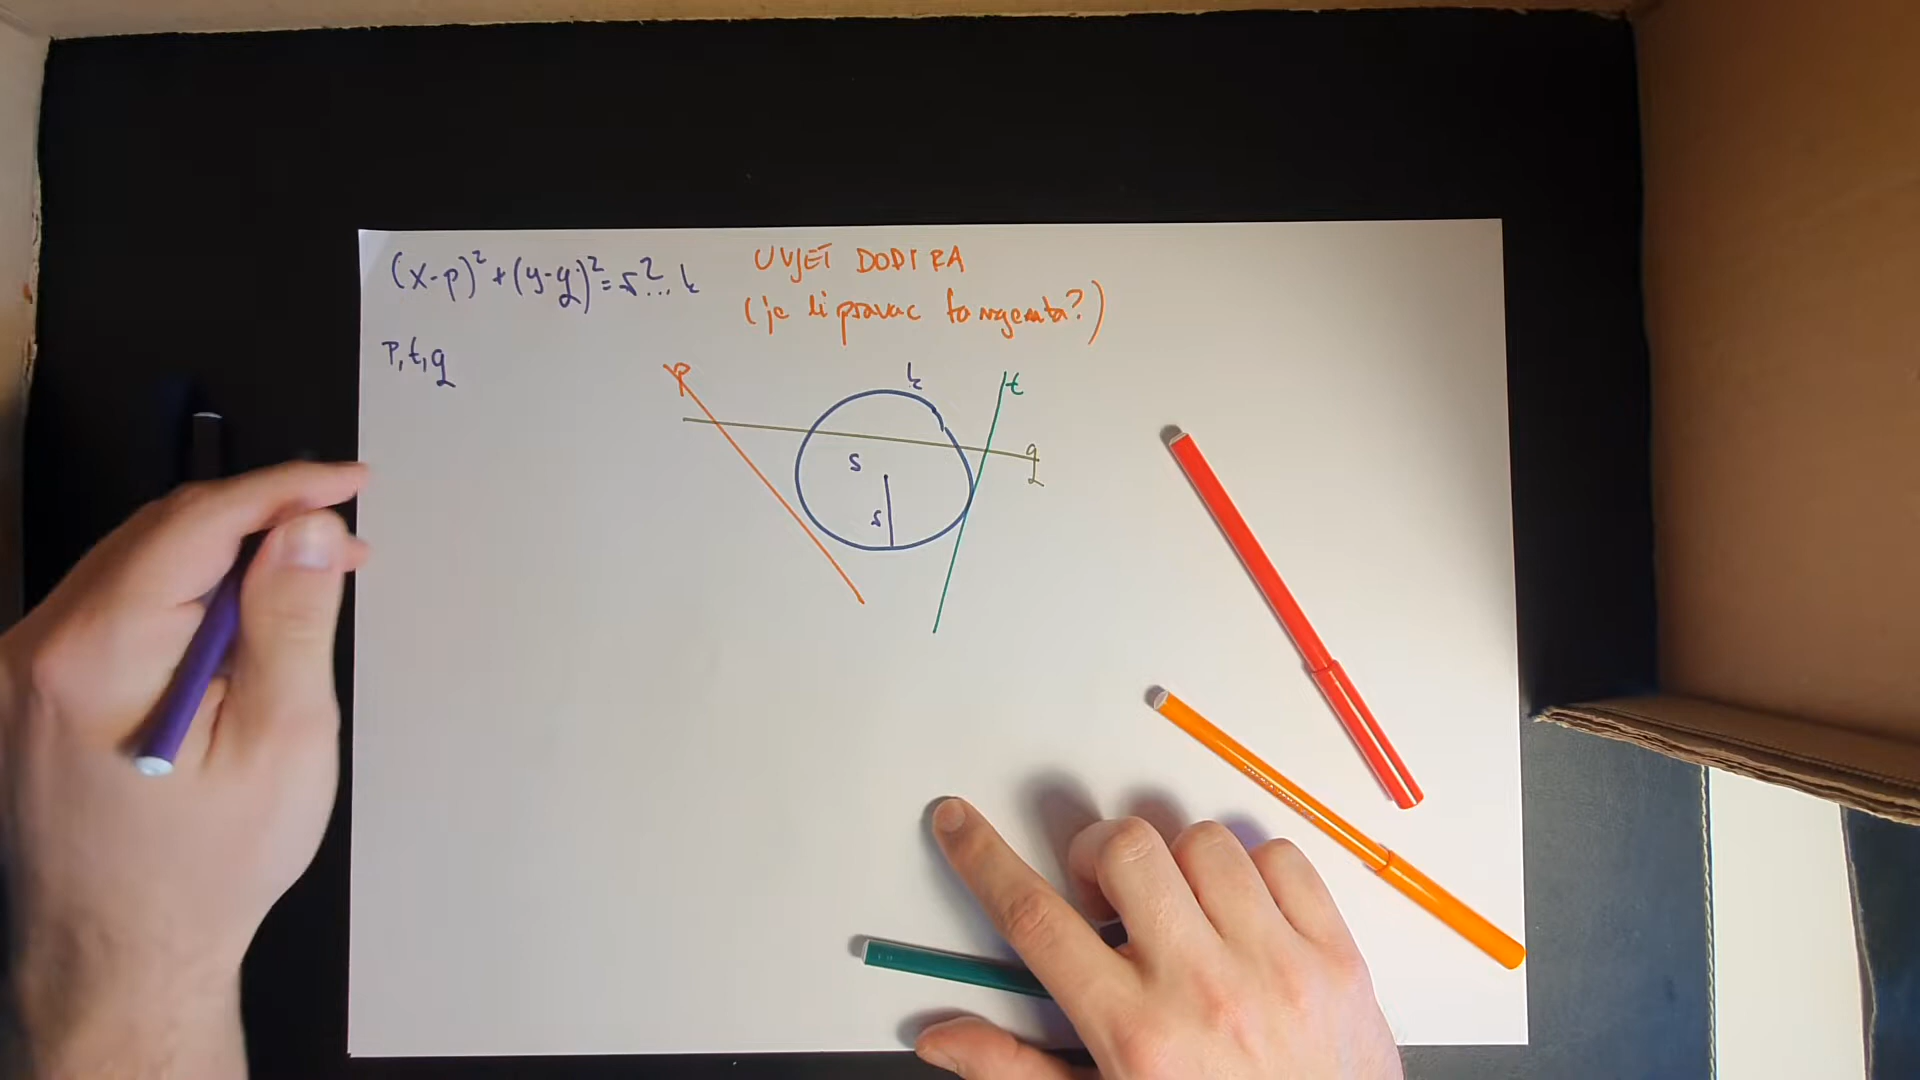 (x-p)²+(y-q)²=r²...k
UVJET DODIRA
(je li pravac tangenta?)
p,t,q
p
k
t
q
S
r